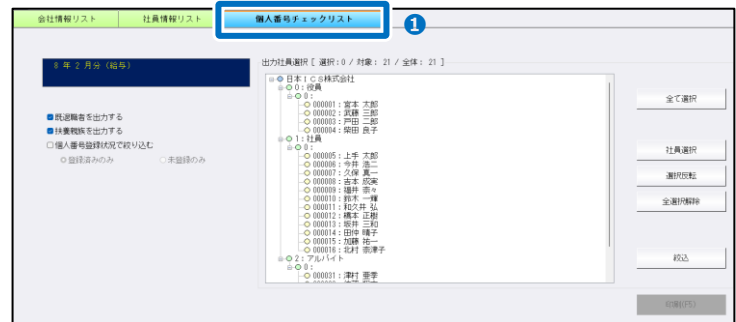 会社情報リスト
社員情報リスト
個人番号チェックリスト
1
8 年 2 月分 (給与)
既退職者を出力する
扶養親族を出力する
個人番号登録状況で絞り込む
登録済みのみ
未登録のみ
出力社員選択 [ 選択: 0 / 対象: 21 / 全体: 21 ]
日本ICS株式会社
0:役員
0:
000001:宮本 太郎
000002:武藤 三郎
000003:戸田 二郎
000004:柴田 良子
1:社員
0:
000005:上手 太郎
000006:今井 浩二
000007:久保 真一
000008:吉本 成実
000009:福井 奈々
000010:鈴木 一輝
000011:和久井 弘
000012:橋本 正樹
000013:坂井 三和
000014:田仲 晴子
000015:加藤 祐一
000016:北村 奈津子
2:アルバイト
0:
000031:津村 亜季
全て選択
社員選択
選択反転
全選択解除
絞込
印刷(F5)